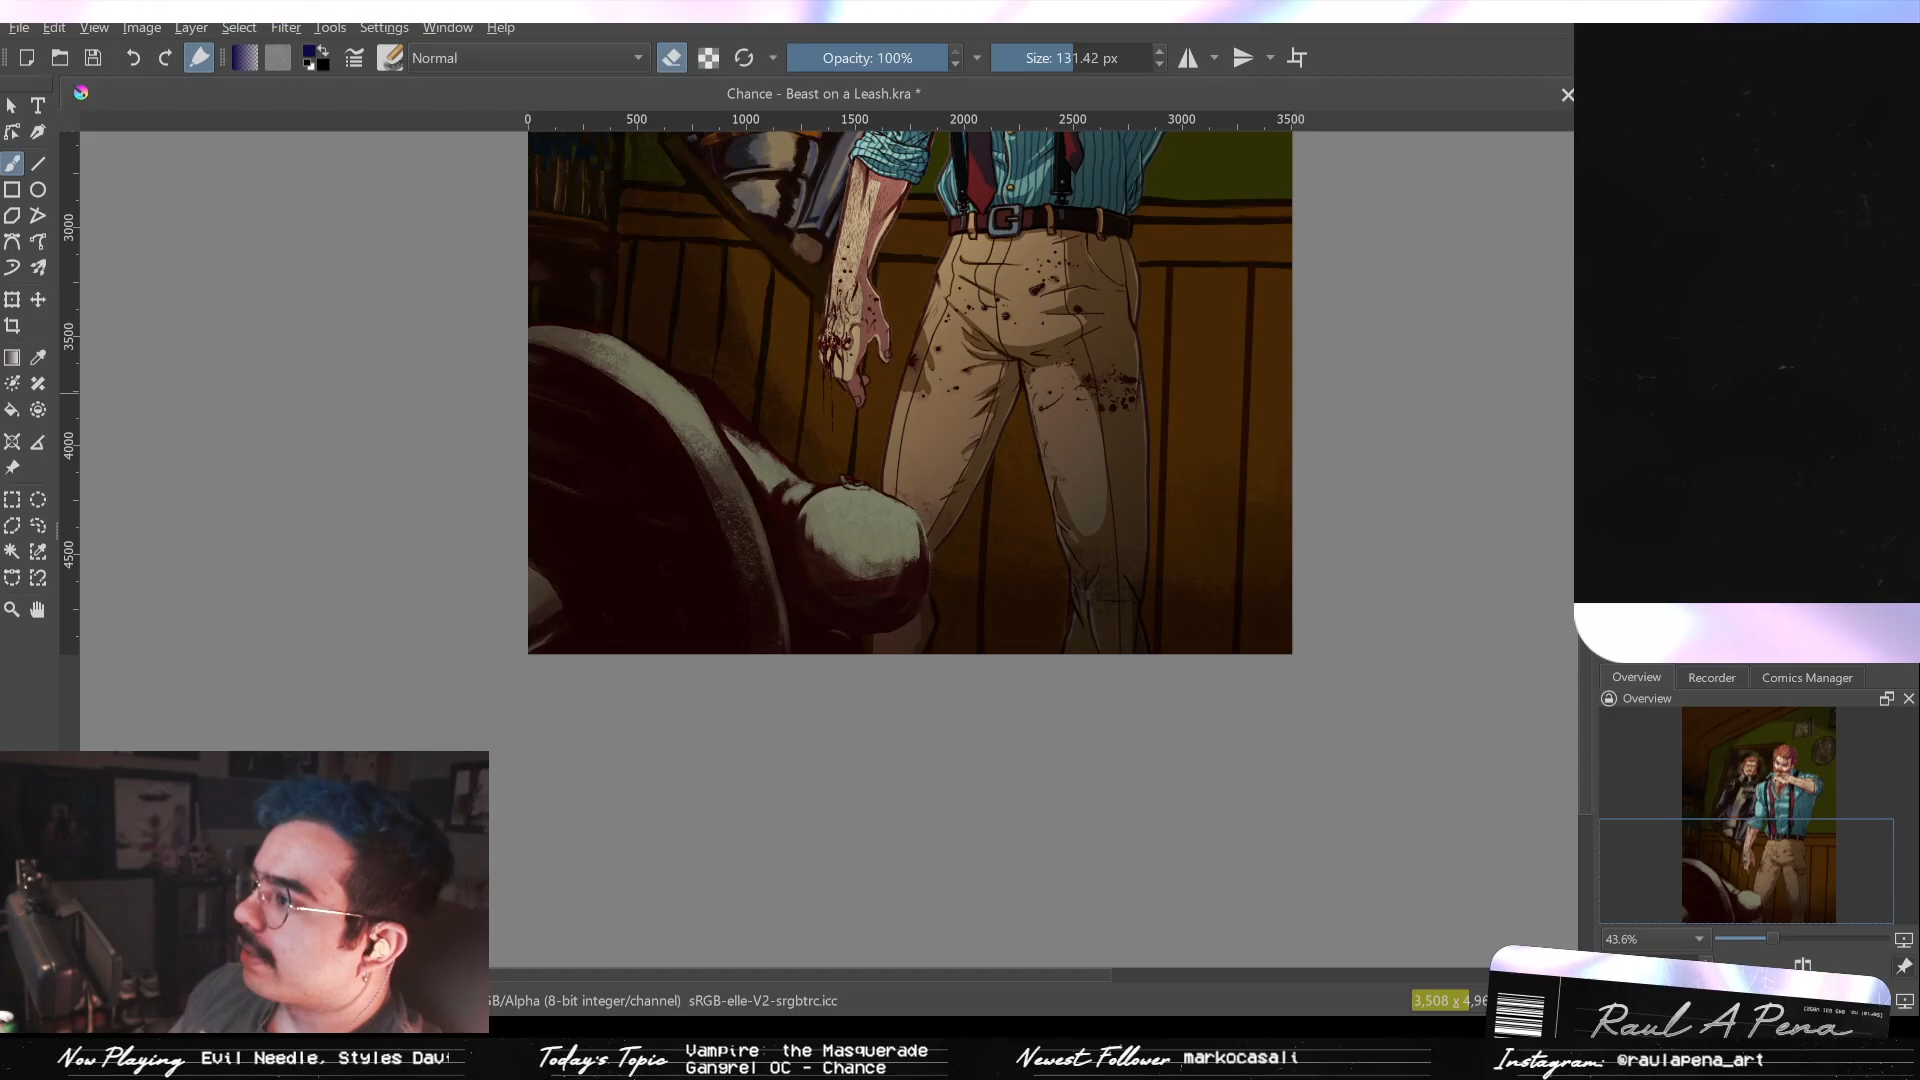 File Edit View Image Layer Select Filter Tools Settings Window Help
Normal
Opacity: 100%
Size: 131.42 px
Chance - Beast on a Leash.kra *
0 500 1000 1500 2000 2500 3000 3500
3000
3500
4000
4500
Overview Recorder Comics Manager
Overview
43.6%
GB/Alpha (8-bit integer/channel) sRGB-elle-V2-srgbtrc.icc
3,508 x 4,96
Raul A Pena
Now Playing Evil Needle, Styles Davi
Today's Topic Vampire: the Masquerade
Gangrel OC - Chance
Newest Follower markocasali
Instagram: @raulapena_art